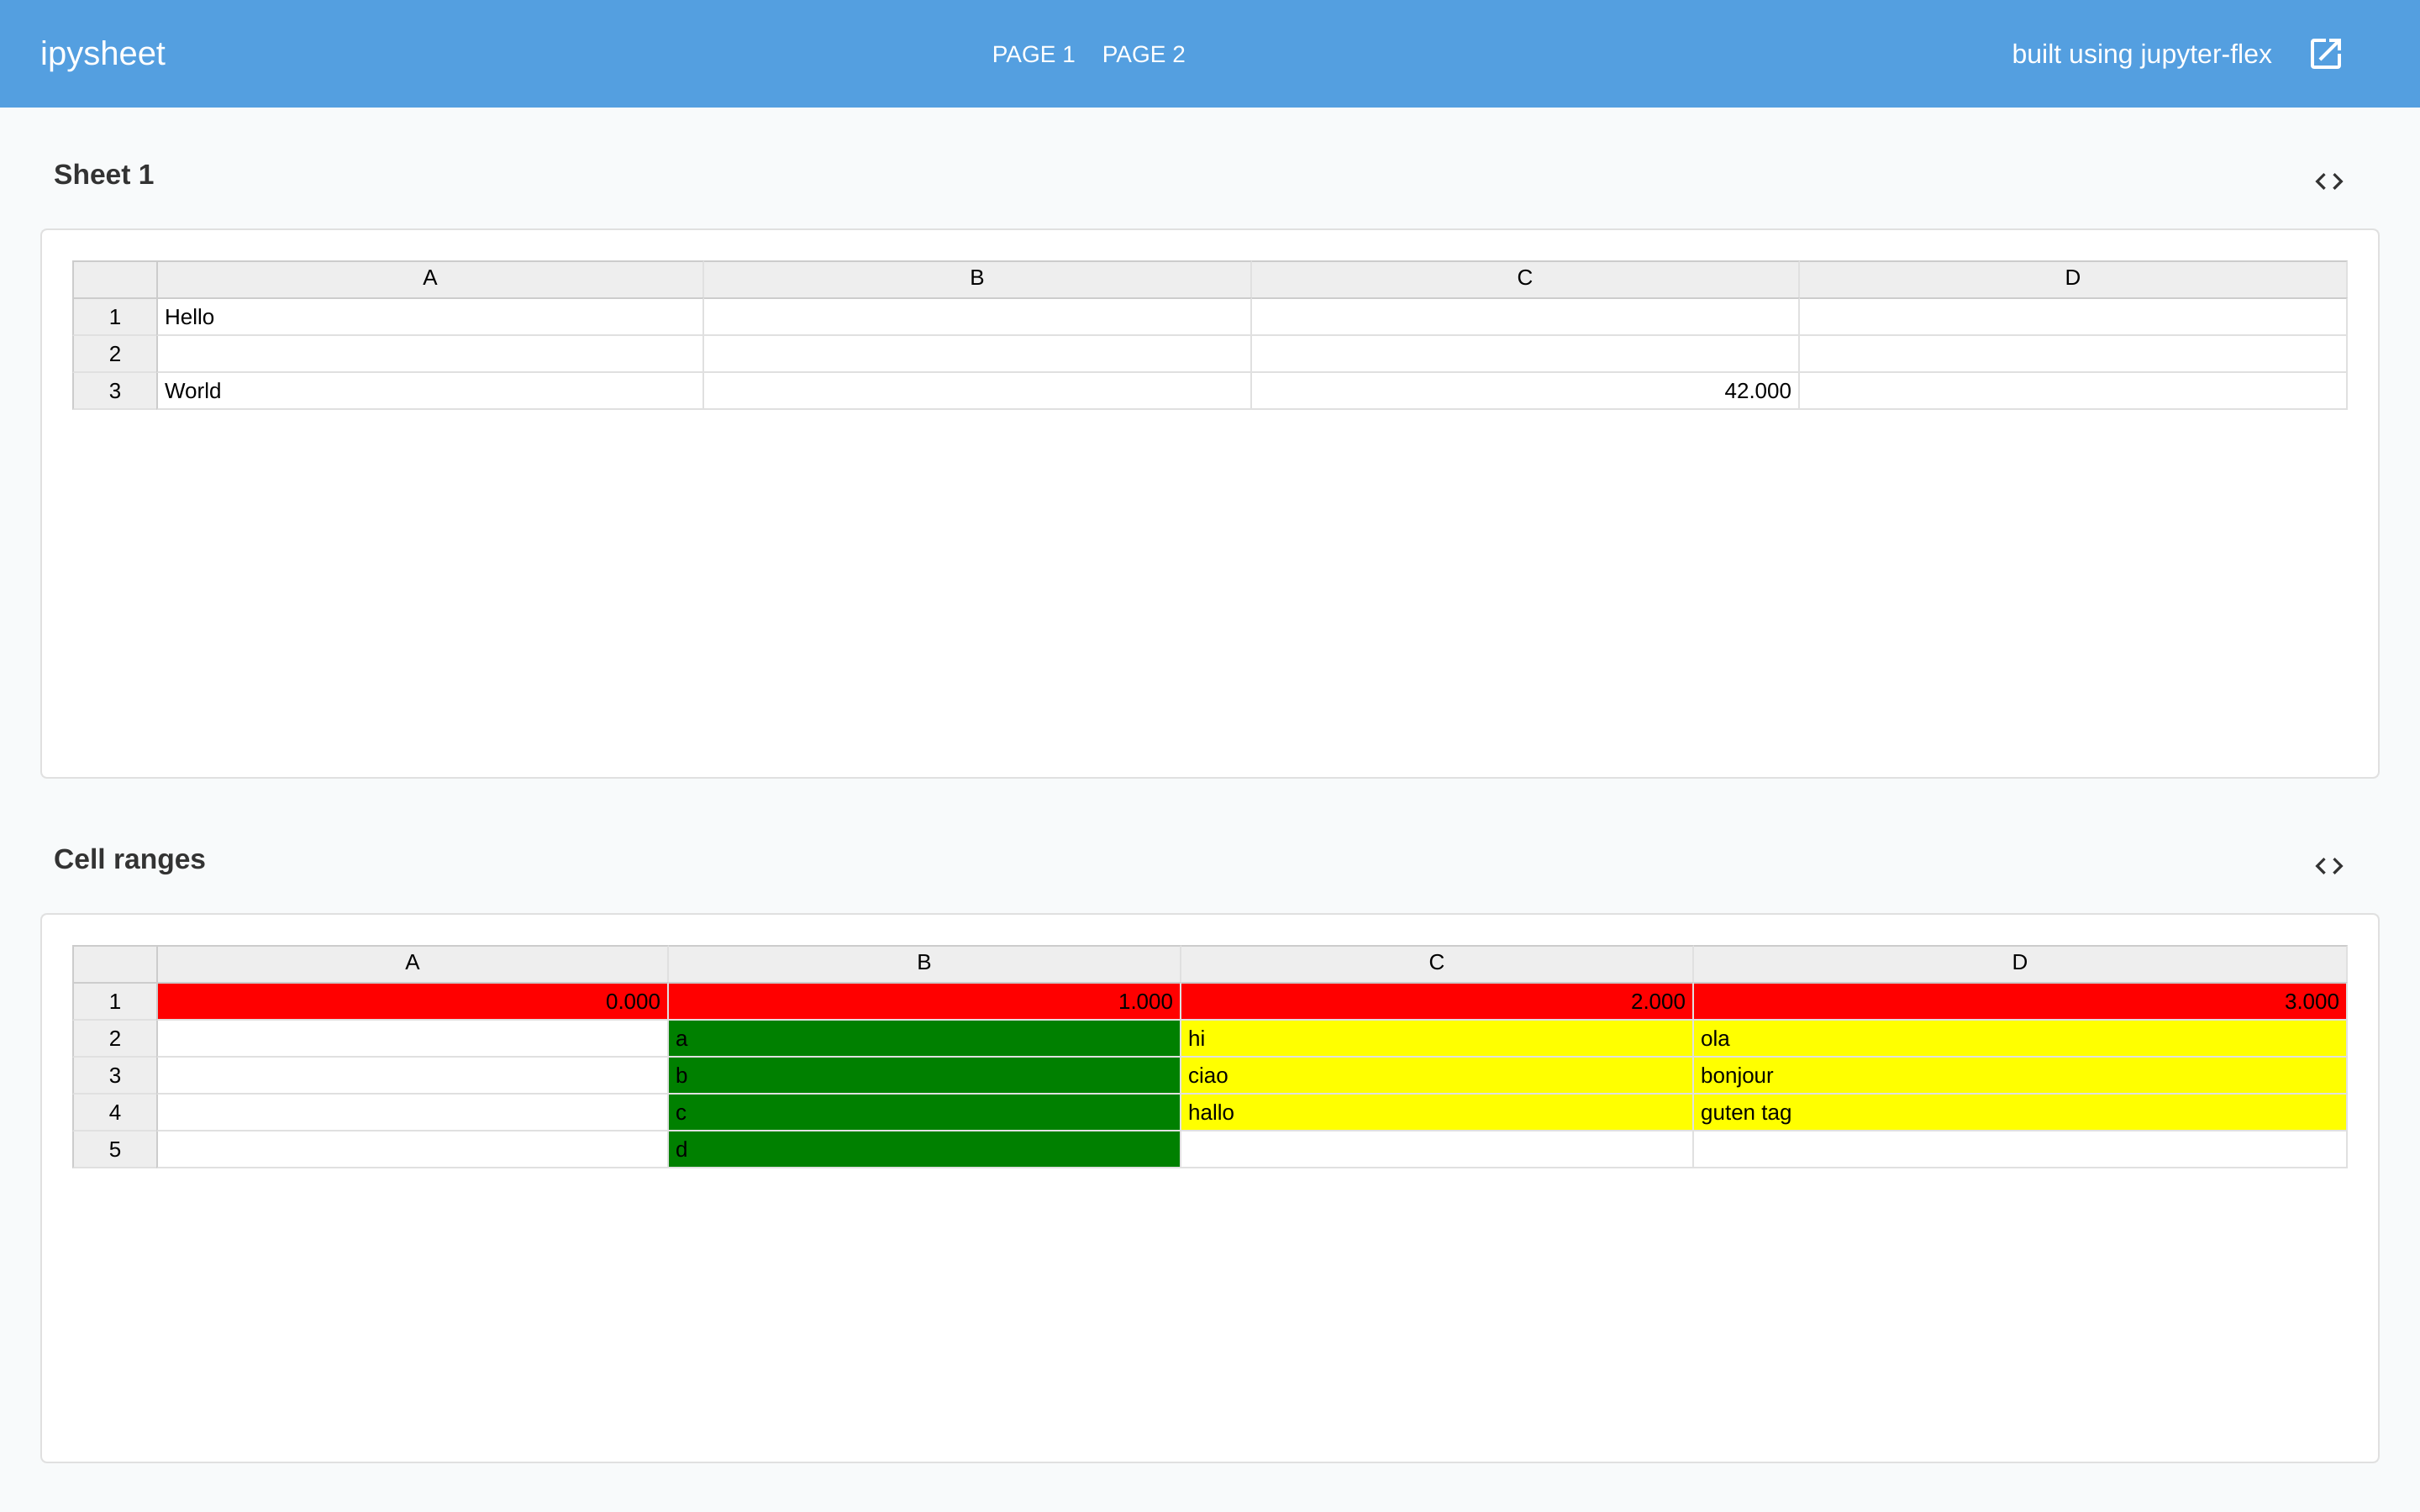 ipysheet PAGE 1 PAGE 2 built using jupyter-flex
Sheet 1
A B C D
1 Hello
2
3 World 42.000
Cell ranges
A B C D
1 0.000 1.000 2.000 3.000
2 a hi ola
3 b ciao bonjour
4 c hallo guten tag
5 d